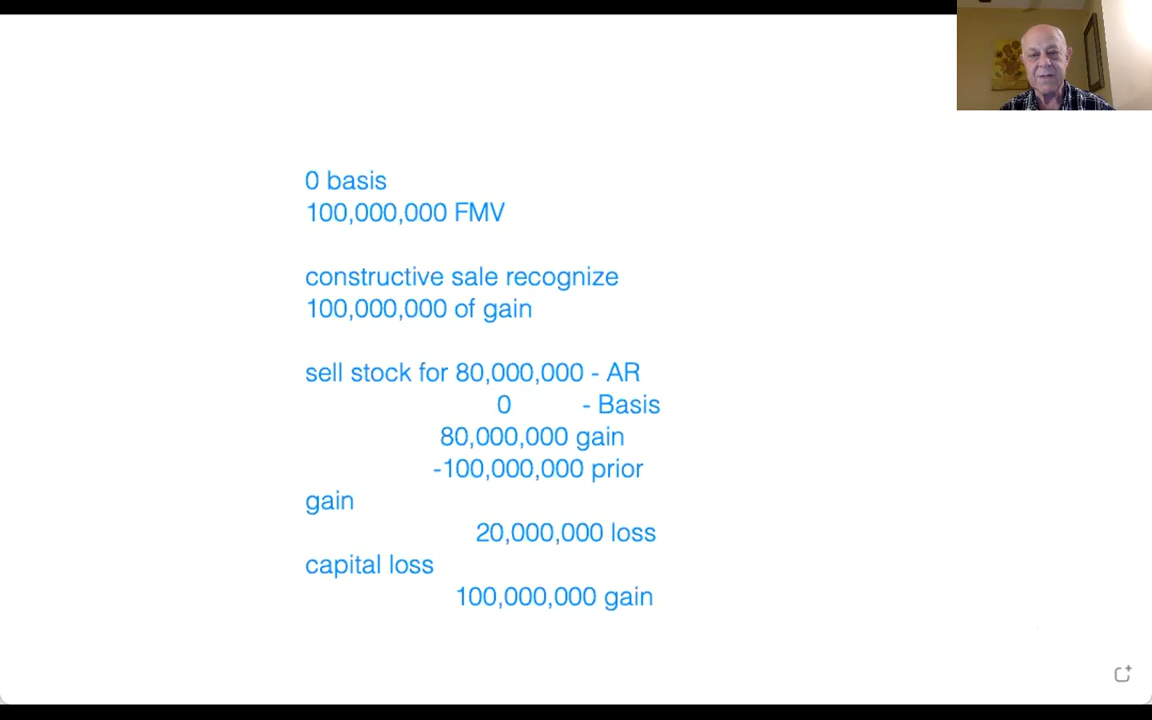 0 basis
100,000,000 FMV
constructive sale recognize
100,000,000 of gain
sell stock for 80,000,000 - AR
0 - Basis
80,000,000 gain
-100,000,000 prior
gain
20,000,000 loss
capital loss
100,000,000 gain